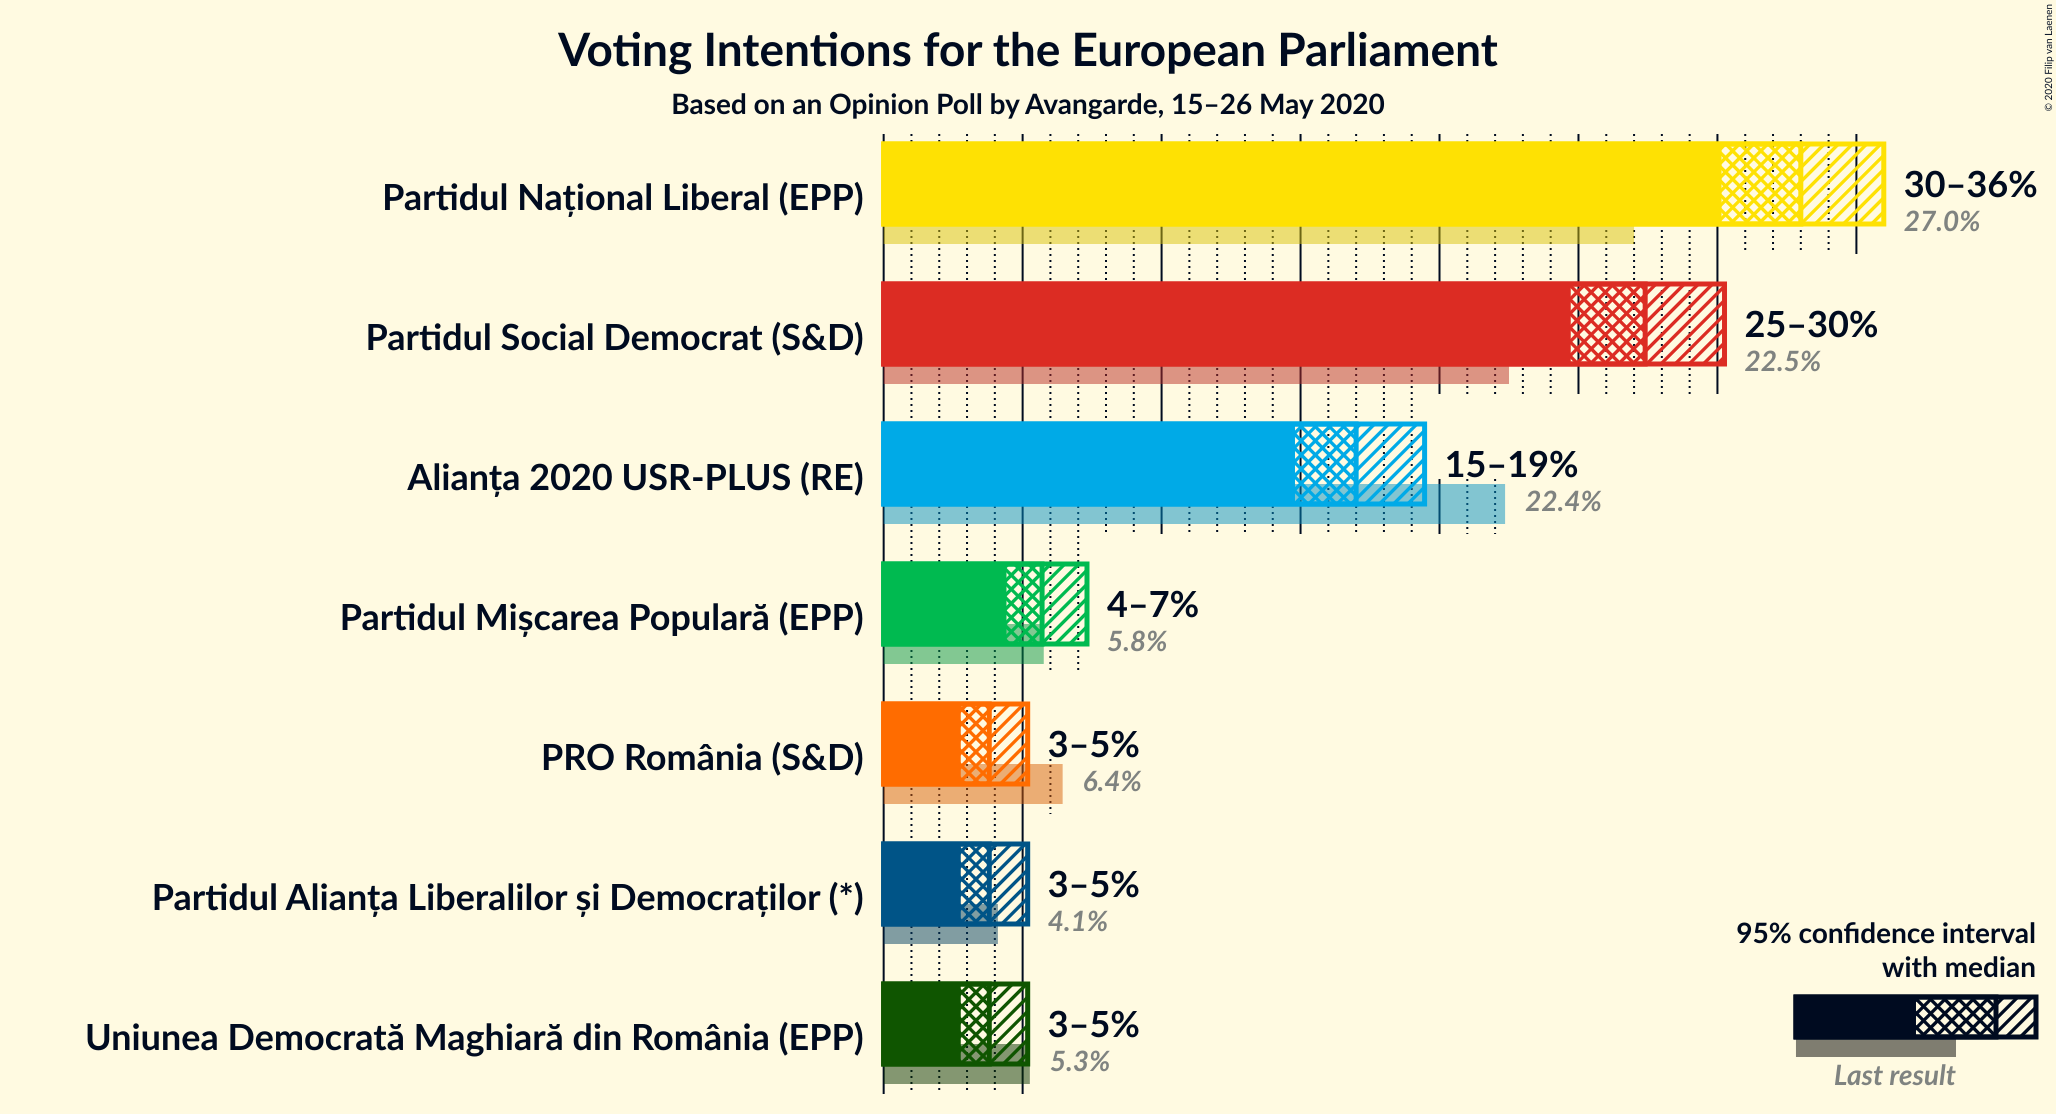 Voting Intentions for the European Parliament
Based on an Opinion Poll by Avangarde, 15–26 May 2020
© 2020 Filip van Laenen
Partidul Național Liberal (EPP)
30–36%
27.0%
Partidul Social Democrat (S&D)
25–30%
22.5%
Alianța 2020 USR-PLUS (RE)
15–19%
22.4%
Partidul Mișcarea Populară (EPP)
4–7%
5.8%
PRO România (S&D)
3–5%
6.4%
Partidul Alianța Liberalilor și Democraților (*)
3–5%
4.1%
Uniunea Democrată Maghiară din România (EPP)
3–5%
5.3%
95% confidence interval
with median
Last result